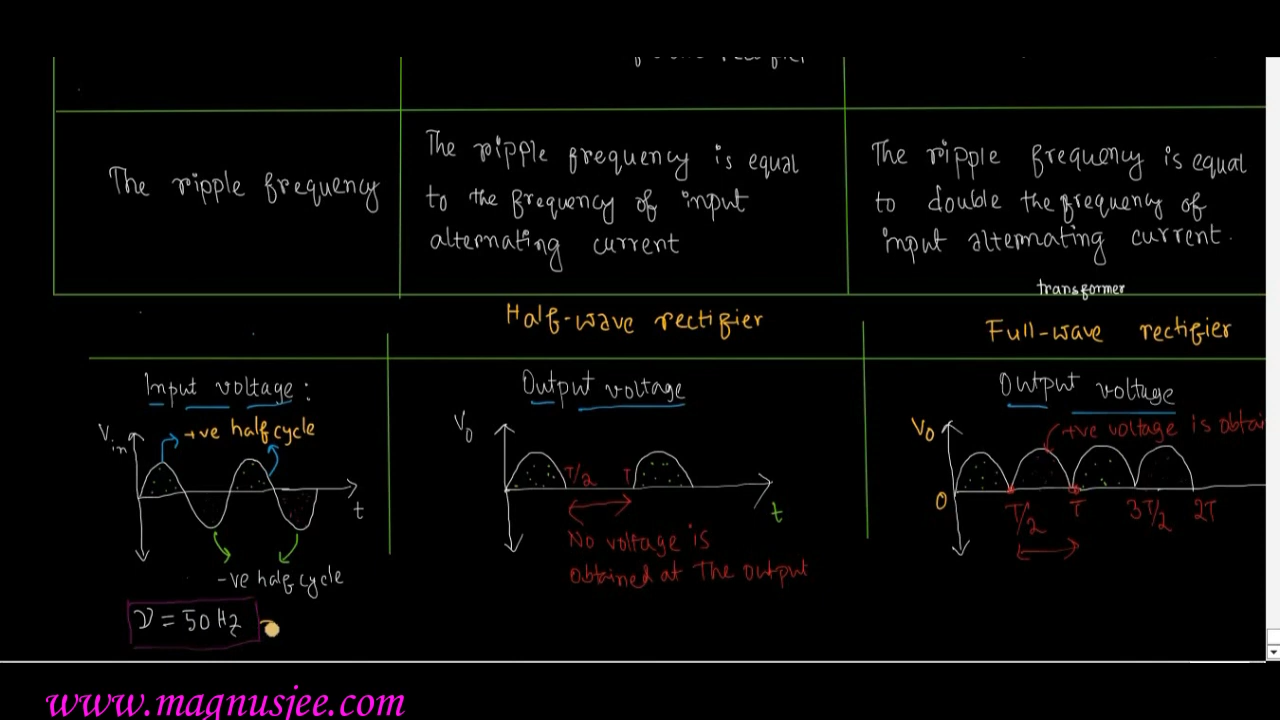 The ripple frequency
The ripple frequency is equal
to the frequency of input
alternating current
The ripple frequency is equal
to double the frequency of
input alternating current.
transformer
Half-wave rectifier
Full-wave rectifier
Input voltage :
+ve half cycle
Vin
t
-ve half cycle
ν = 50 Hz
Output voltage
V0
T/2
T
t
No voltage is
obtained at The output
Output voltage
+ve voltage is obtai
V0
0
T/2
T
3T/2
2T
www.magnusjee.com